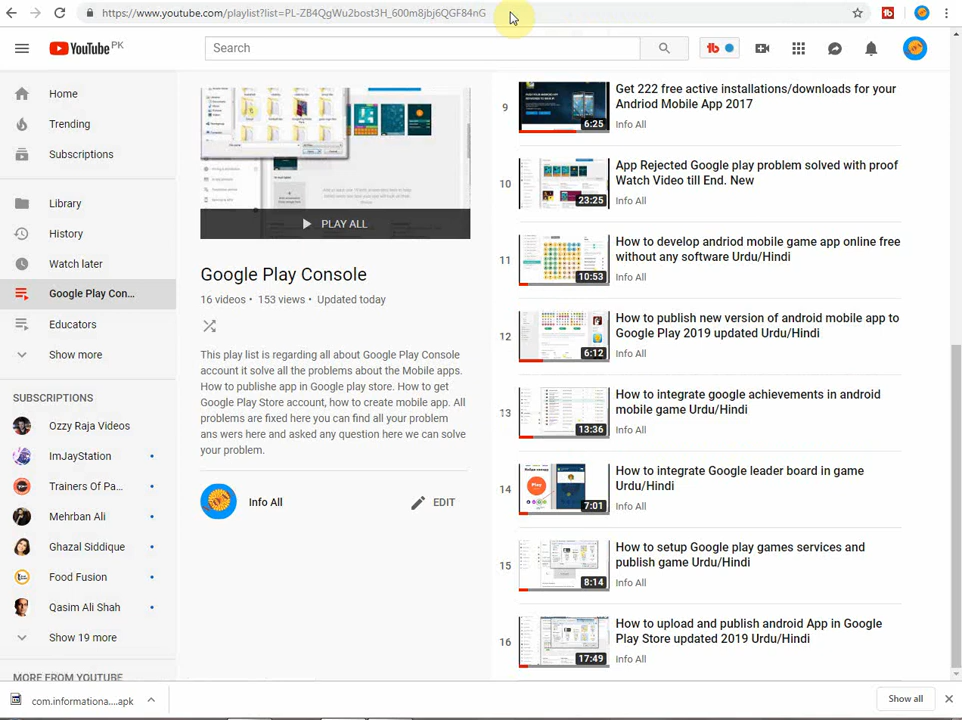 https://www.youtube.com/playlist?list=PL-ZB4QgWu2bost3H_600m8jbj6QGF84nG
YouTube PK
Search
tb
Home
Trending
Subscriptions
Library
History
Watch later
Google Play Con...
Educators
Show more
SUBSCRIPTIONS
Ozzy Raja Videos
ImJayStation
Trainers Of Pa...
Mehrban Ali
Ghazal Siddique
Food Fusion
Qasim Ali Shah
Show 19 more
MORE FROM YOUTUBE
PLAY ALL
Google Play Console
16 videos • 153 views • Updated today
This play list is regarding all about Google Play Console
account it solve all the problems about the Mobile apps.
How to publishe app in Google play store. How to get
Google Play Store account, how to create mobile app. All
problems are fixed here you can find all your problem
ans wers here and asked any question here we can solve
your problem.
Info All
EDIT
9
6:25
Get 222 free active installations/downloads for your
Andriod Mobile App 2017
Info All
10
23:25
App Rejected Google play problem solved with proof
Watch Video till End. New
Info All
11
10:53
How to develop andriod mobile game app online free
without any software Urdu/Hindi
Info All
12
6:12
How to publish new version of android mobile app to
Google Play 2019 updated Urdu/Hindi
Info All
13
13:36
How to integrate google achievements in android
mobile game Urdu/Hindi
Info All
14
Play
7:01
How to integrate Google leader board in game
Urdu/Hindi
Info All
15
8:14
How to setup Google play games services and
publish game Urdu/Hindi
Info All
16
17:49
How to upload and publish android App in Google
Play Store updated 2019 Urdu/Hindi
Info All
com.informationa....apk
Show all